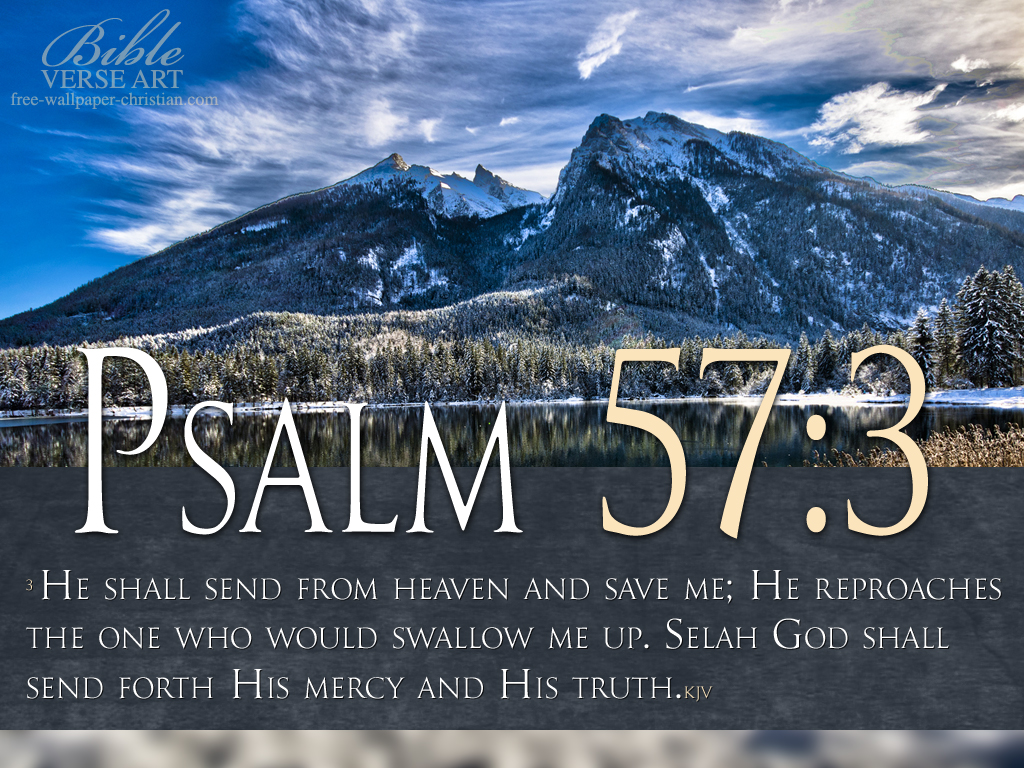 Bible
VERSE ART
free-wallpaper-christian.com
PSALM 57:3
3 HE SHALL SEND FROM HEAVEN AND SAVE ME; HE REPROACHES
THE ONE WHO WOULD SWALLOW ME UP. SELAH GOD SHALL
SEND FORTH HIS MERCY AND HIS TRUTH.KJV